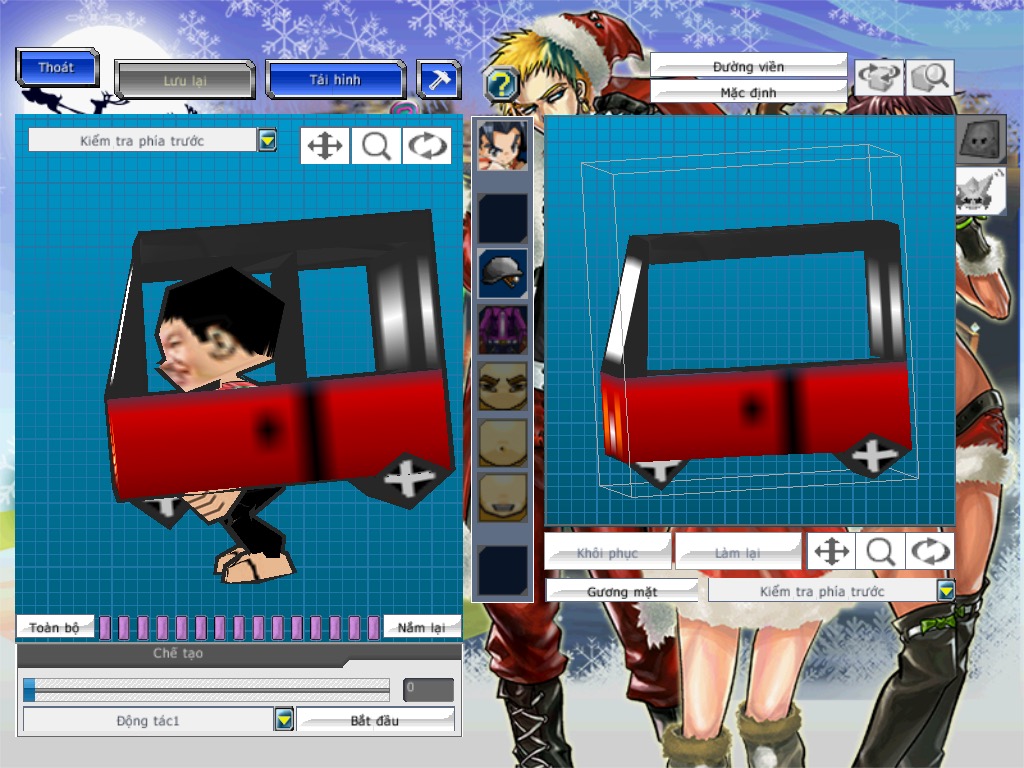 Thoát
Lưu lại
Tải hình
Đường viền
Mặc định
Kiểm tra phía trước
Khôi phục
Làm lại
Gương mặt
Kiểm tra phía trước
Toàn bộ
Nắm lại
Chế tạo
0
Động tác1
Bắt đầu